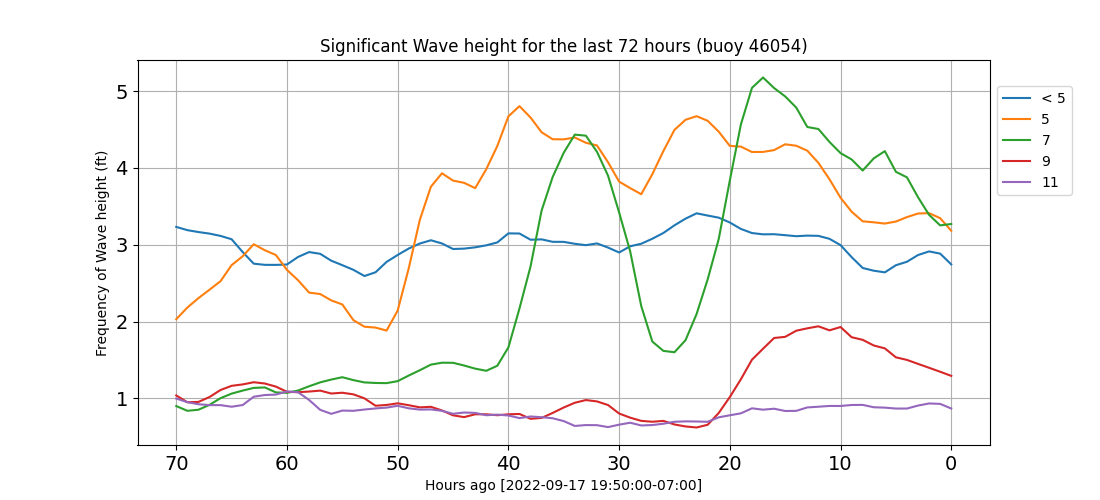 Significant Wave height for the last 72 hours (buoy 46054)
Frequency of Wave height (ft)
5
4
3
2
1
70 60 50 40 30 20 10 0
Hours ago [2022-09-17 19:50:00-07:00]
< 5
5
7
9
11